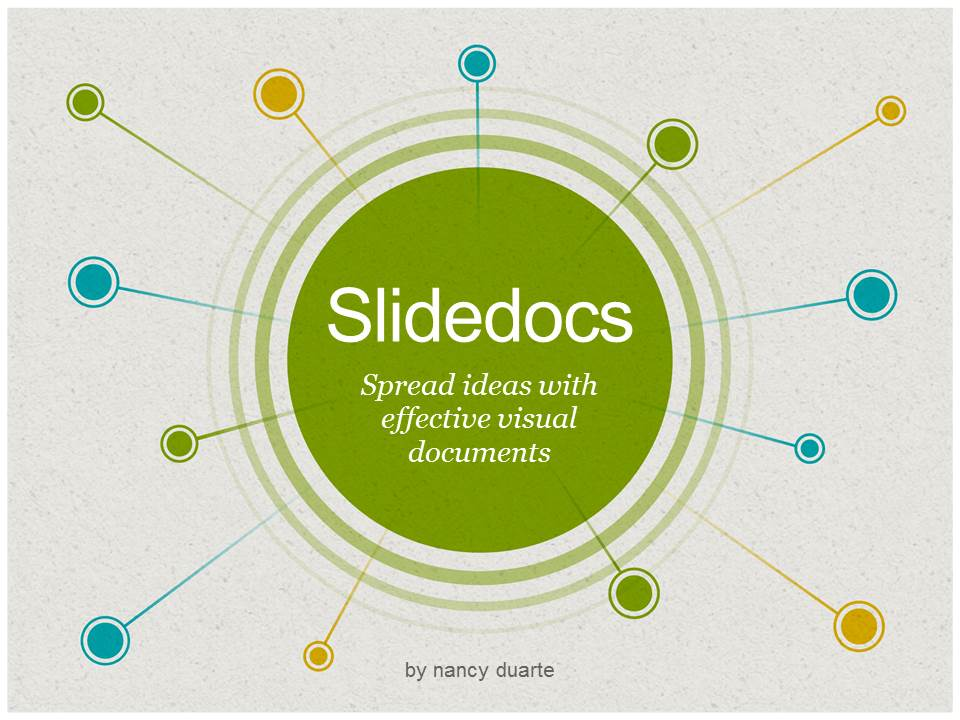 Slidedocs
Spread ideas with
effective visual
documents
by nancy duarte